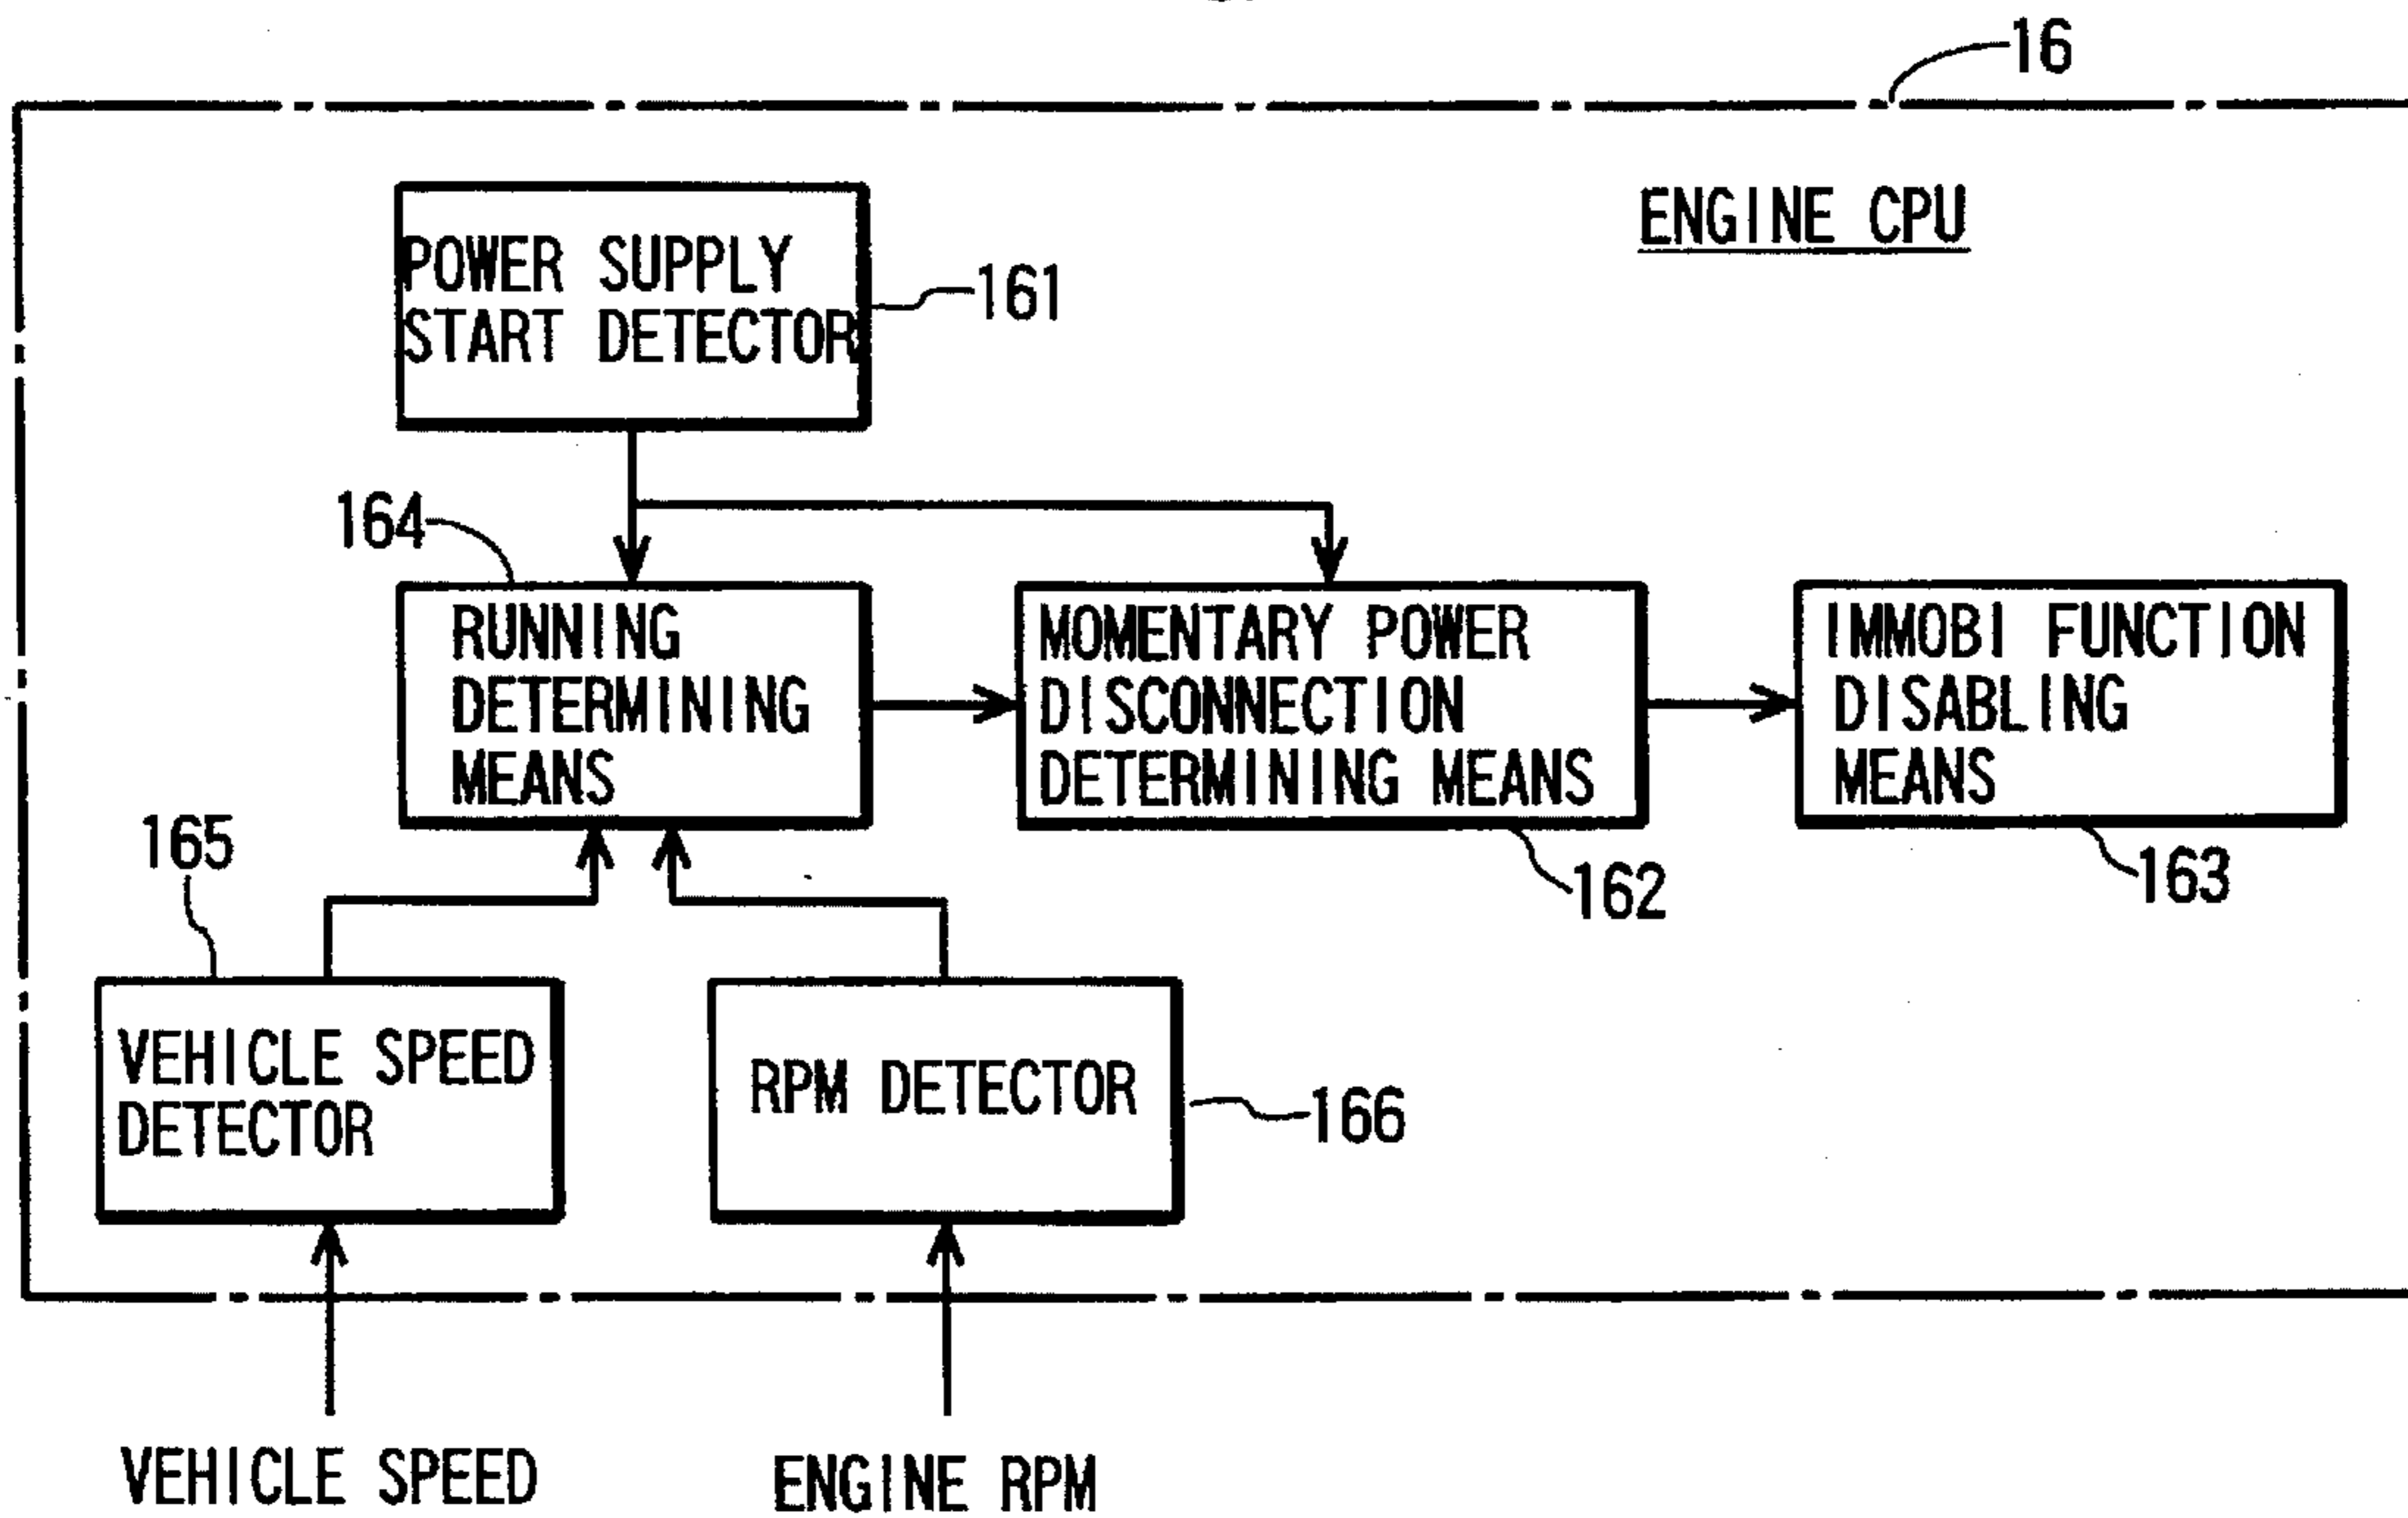 16
ENGINE CPU
POWER SUPPLY
START DETECTOR
161
164
RUNNING
DETERMINING
MEANS
MOMENTARY POWER
DISCONNECTION
DETERMINING MEANS
IMMOBI FUNCTION
DISABLING
MEANS
165
162
163
VEHICLE SPEED
DETECTOR
RPM DETECTOR
166
VEHICLE SPEED
ENGINE RPM